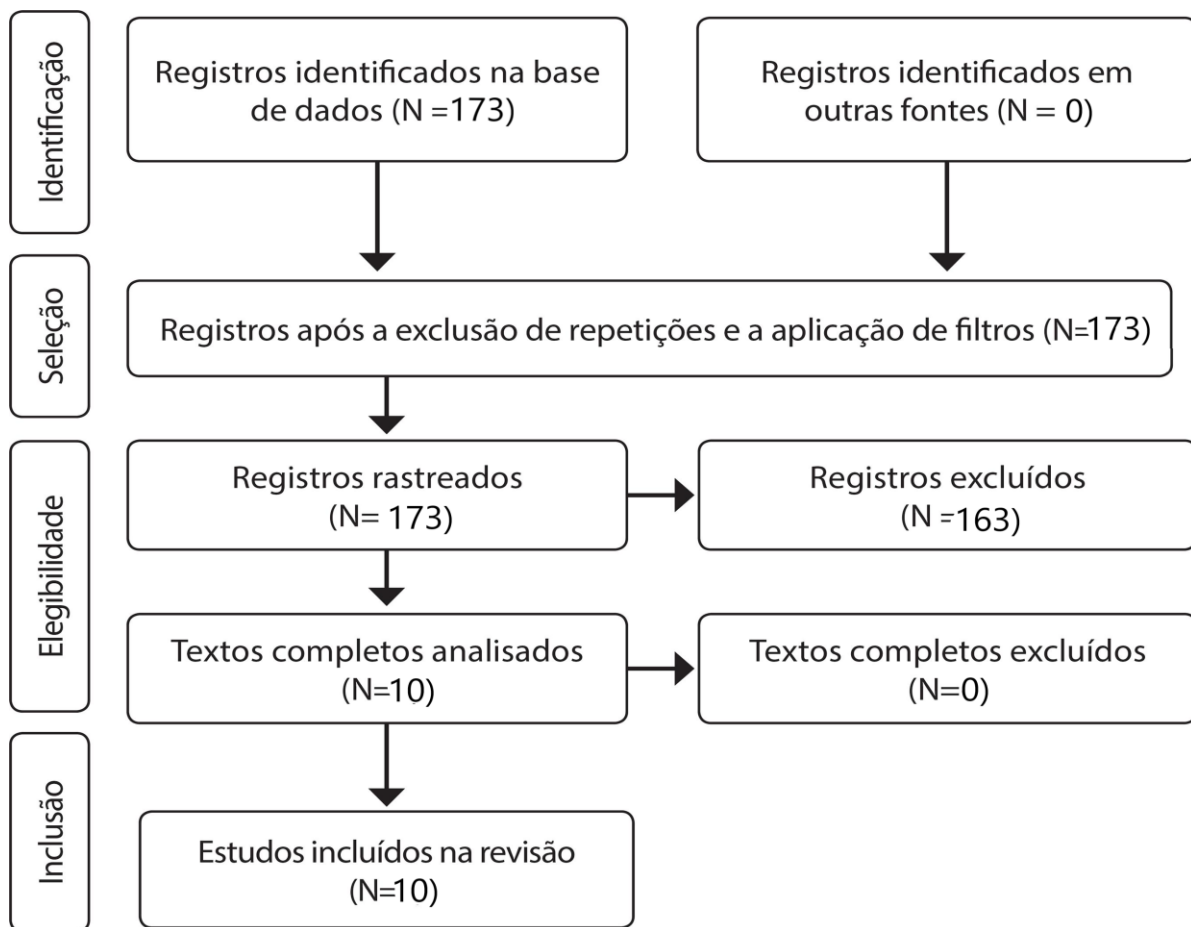 Identificação
Registros identificados na base
de dados (N =173)
Registros identificados em
outras fontes (N = 0)
Seleção
Registros após a exclusão de repetições e a aplicação de filtros (N=173)
Elegibilidade
Registros rastreados
(N= 173)
Registros excluídos
(N =163)
Textos completos analisados
(N=10)
Textos completos excluídos
(N=0)
Inclusão
Estudos incluídos na revisão
(N=10)